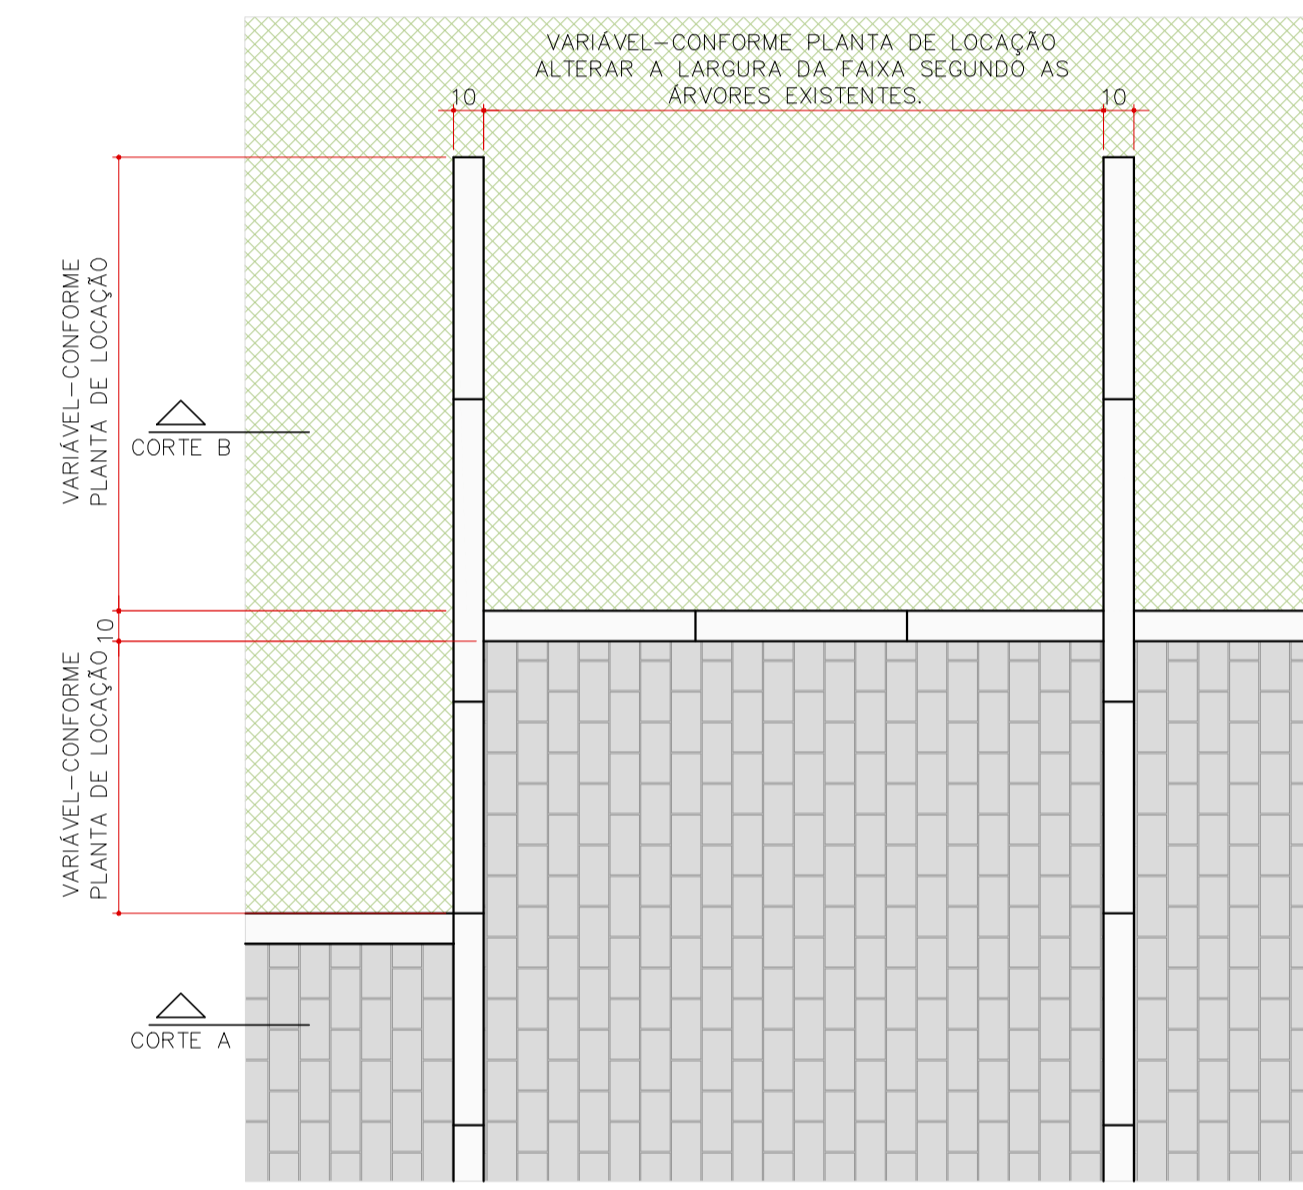 VARIÁVEL-CONFORME PLANTA DE LOCAÇÃO
ALTERAR A LARGURA DA FAIXA SEGUNDO AS
ÁRVORES EXISTENTES.
10
10
VARIÁVEL-CONFORME
PLANTA DE LOCAÇÃO
CORTE B
10
VARIÁVEL-CONFORME
PLANTA DE LOCAÇÃO
CORTE A